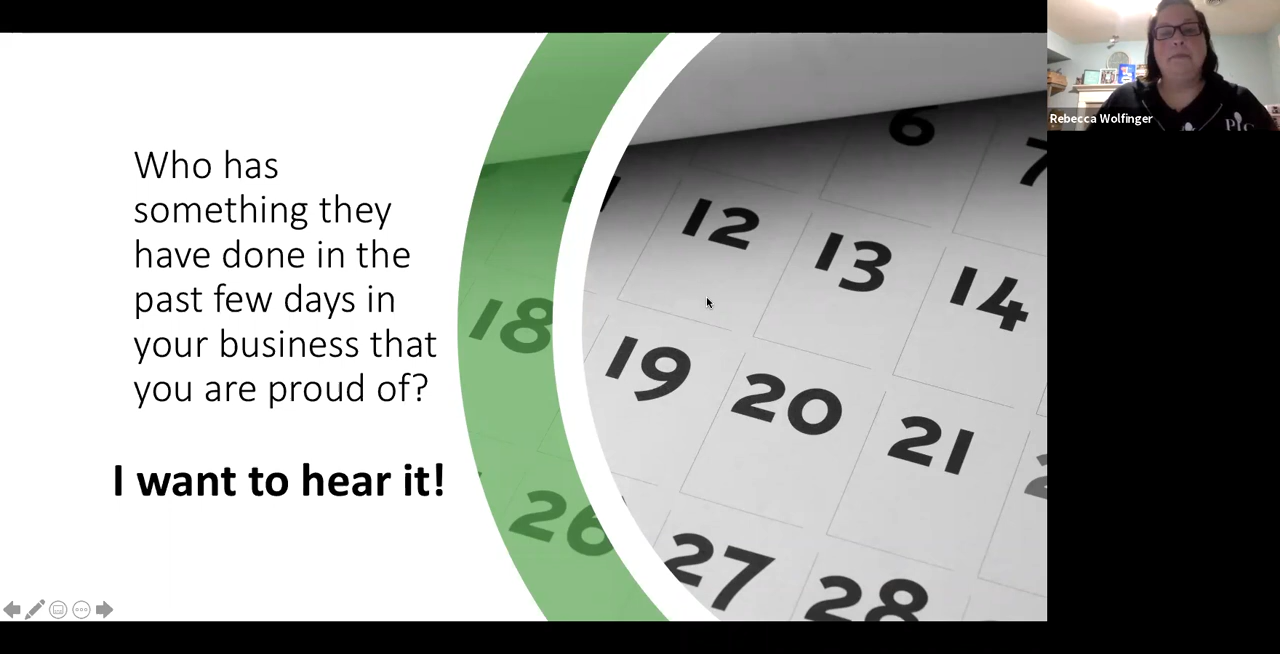 Who has
something they
have done in the
past few days in
your business that
you are proud of?
I want to hear it!
6
7
12
13
14
18
19
20
21
26
27
28
Rebecca Wolfinger